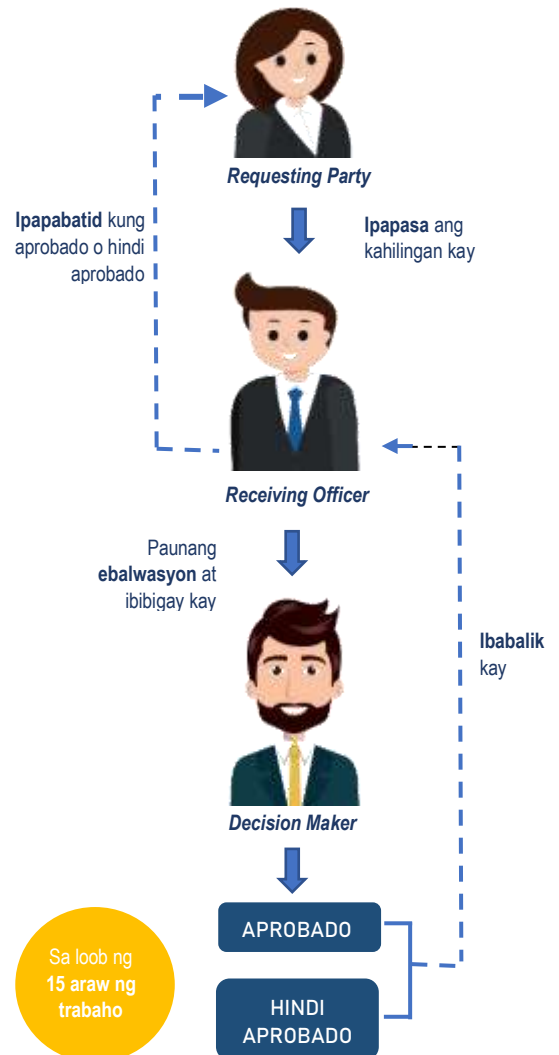 Requesting Party
Ipapabatid kung
aprobado o hindi
aprobado
Ipapasa ang
kahilingan kay
Receiving Officer
Paunang
ebalwasyon at
ibibigay kay
Ibabalik
kay
Decision Maker
APROBADO
Sa loob ng
15 araw ng
trabaho
HINDI
APROBADO